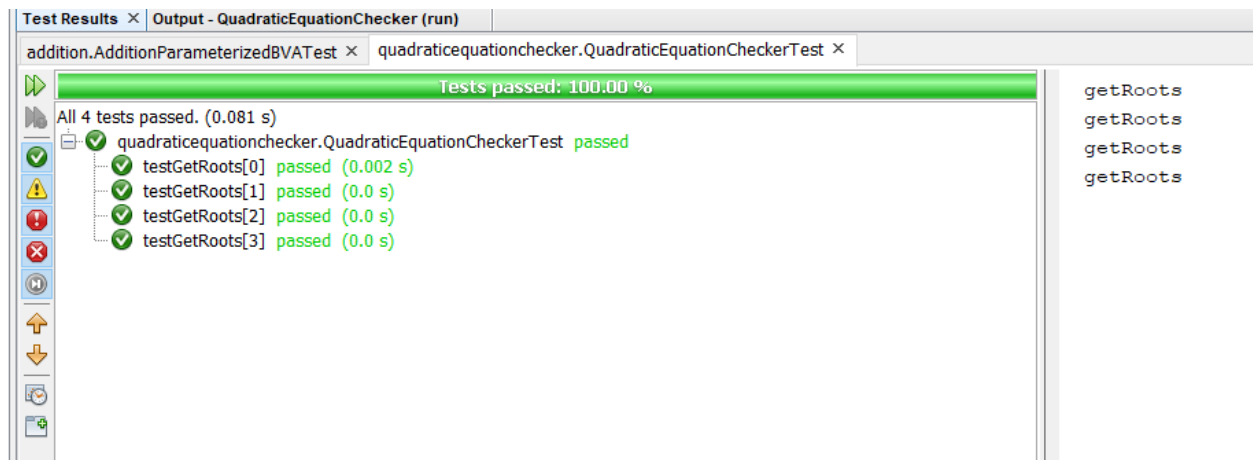 Test Results × Output - QuadraticEquationChecker (run)
addition.AdditionParameterizedBVATest × quadraticequationchecker.QuadraticEquationCheckerTest ×
Tests passed: 100.00 %
All 4 tests passed. (0.081 s)
quadraticequationchecker.QuadraticEquationCheckerTest passed
testGetRoots[0] passed (0.002 s)
testGetRoots[1] passed (0.0 s)
testGetRoots[2] passed (0.0 s)
testGetRoots[3] passed (0.0 s)
getRoots
getRoots
getRoots
getRoots